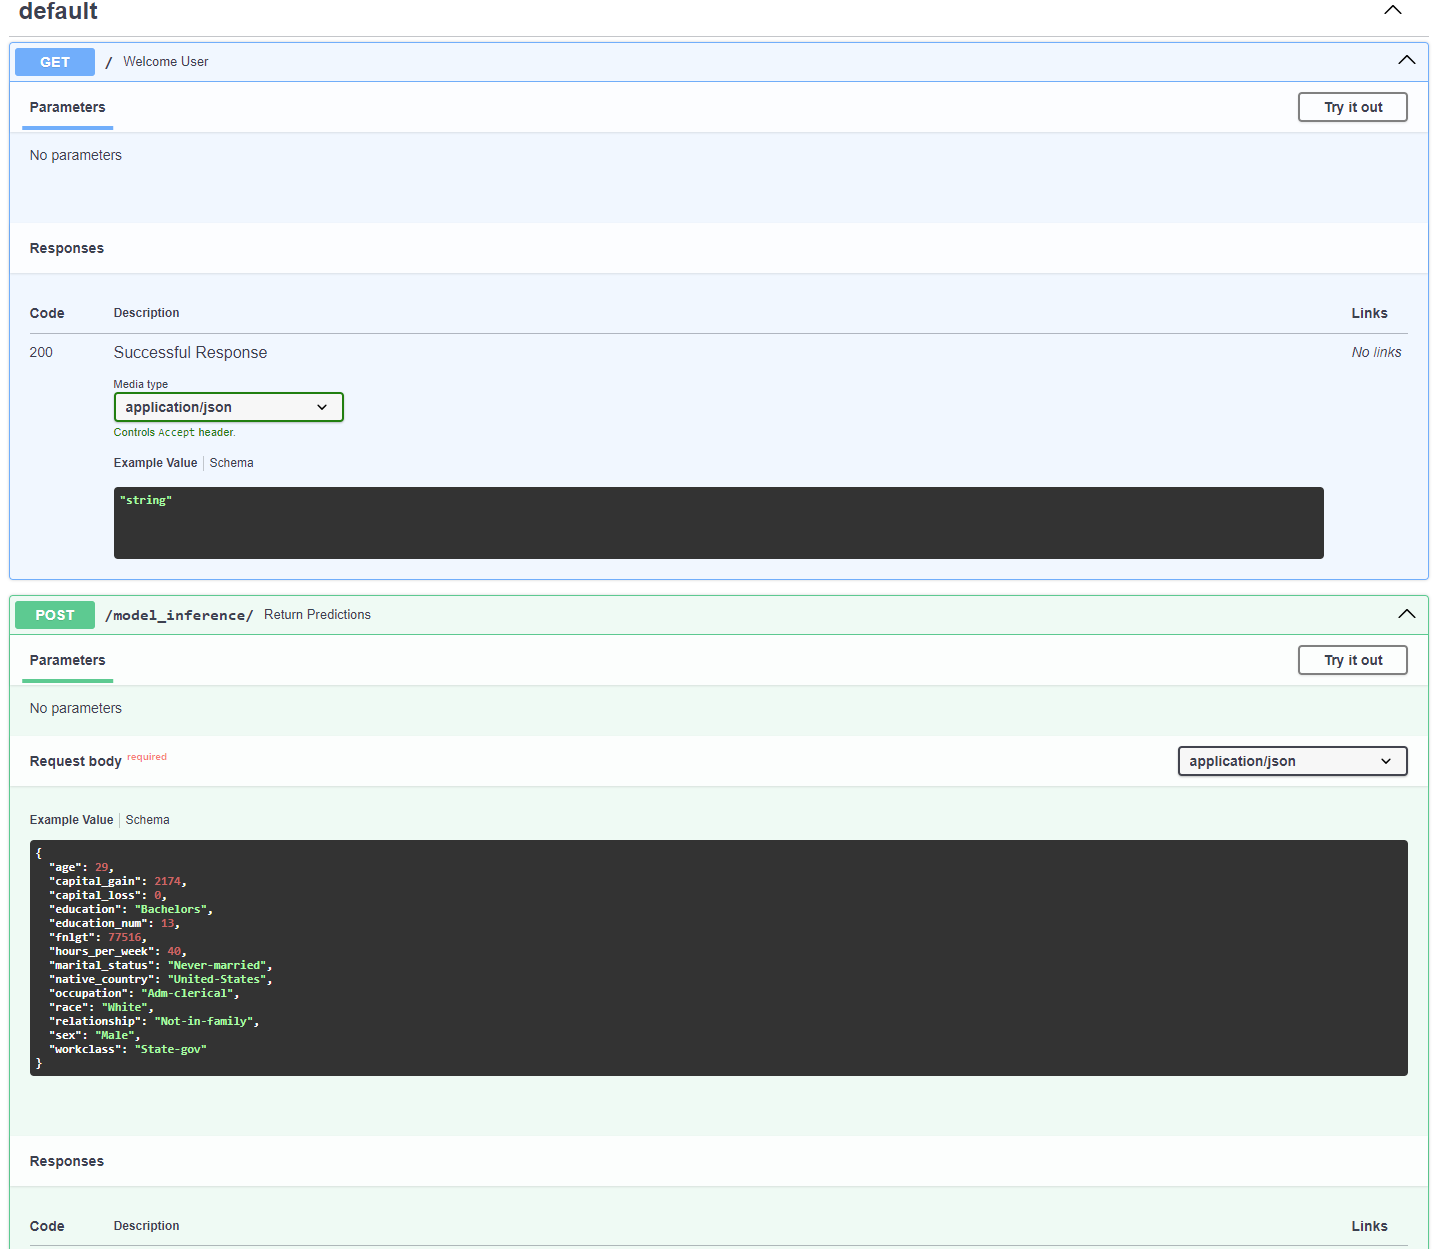 default
GET / Welcome User
Parameters Try it out
No parameters
Responses
Code Description Links
200 Successful Response No links
Media type
application/json
Controls Accept header.
Example Value Schema
"string"
POST /model_inference/ Return Predictions
Parameters Try it out
No parameters
Request body required application/json
Example Value Schema
{
"age": 29,
"capital_gain": 2174,
"capital_loss": 0,
"education": "Bachelors",
"education_num": 13,
"fnlgt": 77516,
"hours_per_week": 40,
"marital_status": "Never-married",
"native_country": "United-States",
"occupation": "Adm-clerical",
"race": "White",
"relationship": "Not-in-family",
"sex": "Male",
"workclass": "State-gov"
}
Responses
Code Description Links